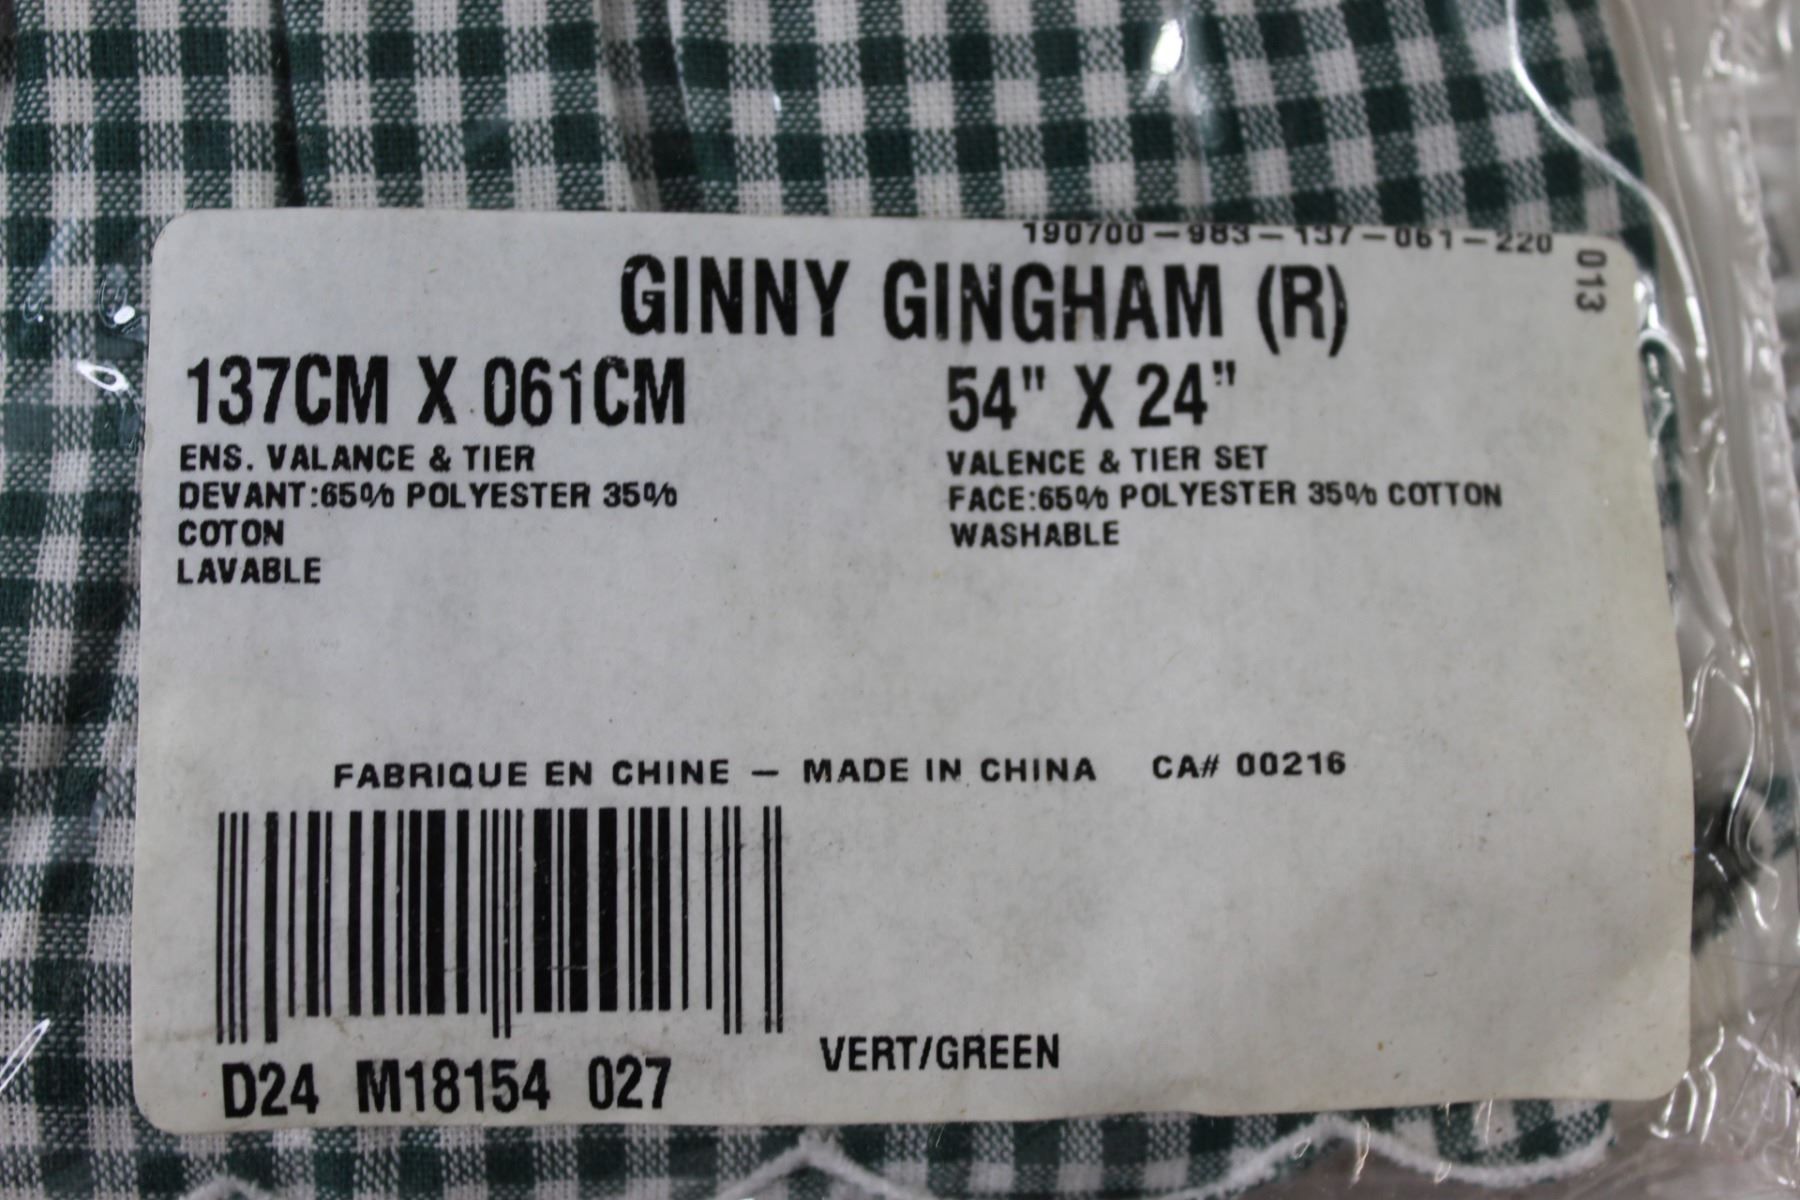 190700-983-137-061-220
013
GINNY GINGHAM (R)
137CM X 061CM
ENS. VALANCE & TIER
DEVANT:65% POLYESTER 35%
COTON
LAVABLE
54" X 24"
VALENCE & TIER SET
FACE:65% POLYESTER 35% COTTON
WASHABLE
FABRIQUE EN CHINE — MADE IN CHINA CA# 00216
D24 M18154 027
VERT/GREEN